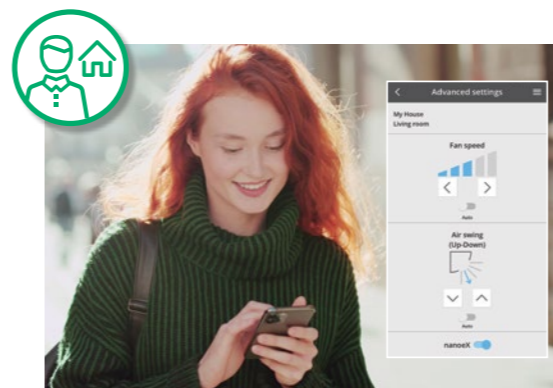 Advanced settings
My House
Living room
Fan speed
Auto
Air swing
(Up-Down)
Auto
nanoeX